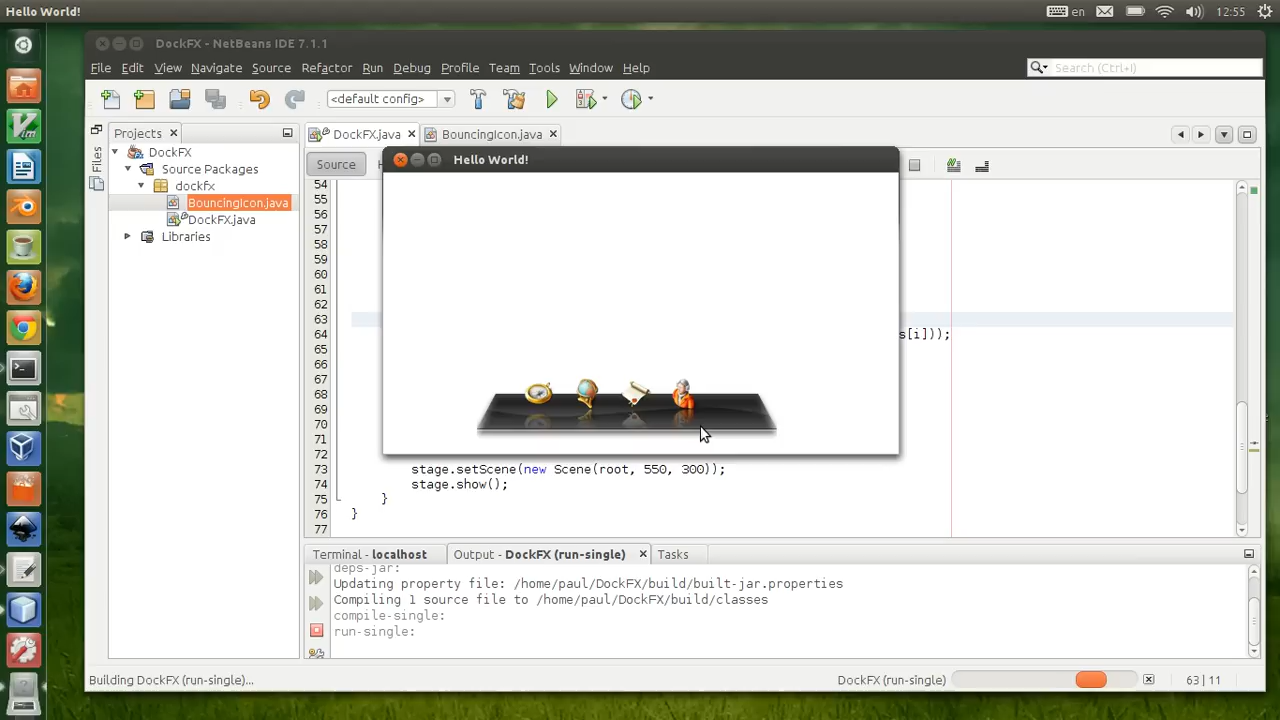 Hello World!
en
12:55
DockFX - NetBeans IDE 7.1.1
File Edit View Navigate Source Refactor Run Debug Profile Team Tools Window Help
Search (Ctrl+I)
<default config>
Projects
DockFX.java
BouncingIcon.java
Files
DockFX
Source Packages
dockfx
BouncingIcon.java
DockFX.java
Libraries
Source
Hello World!
54
55
56
57
58
59
60
61
62
63
64 s[i]));
65
66
67
68
69
70
71
72
73 stage.setScene(new Scene(root, 550, 300));
74 stage.show();
75 }
76 }
77
Terminal - localhost
Output - DockFX (run-single)
Tasks
deps-jar:
Updating property file: /home/paul/DockFX/build/built-jar.properties
Compiling 1 source file to /home/paul/DockFX/build/classes
compile-single:
run-single:
Building DockFX (run-single)...
DockFX (run-single)
63 | 11